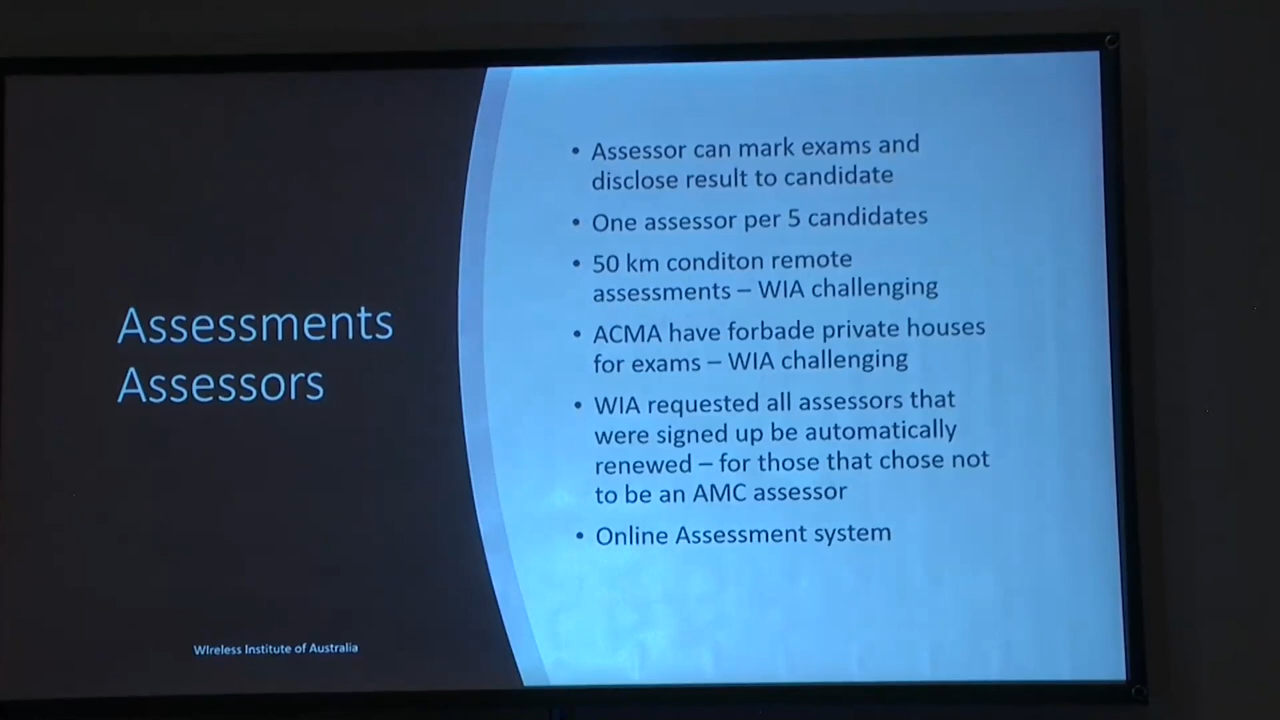 Assessments
Assessors
• Assessor can mark exams and
disclose result to candidate
• One assessor per 5 candidates
• 50 km conditon remote
assessments – WIA challenging
• ACMA have forbade private houses
for exams – WIA challenging
• WIA requested all assessors that
were signed up be automatically
renewed – for those that chose not
to be an AMC assessor
• Online Assessment system
WIreless Institute of Australia